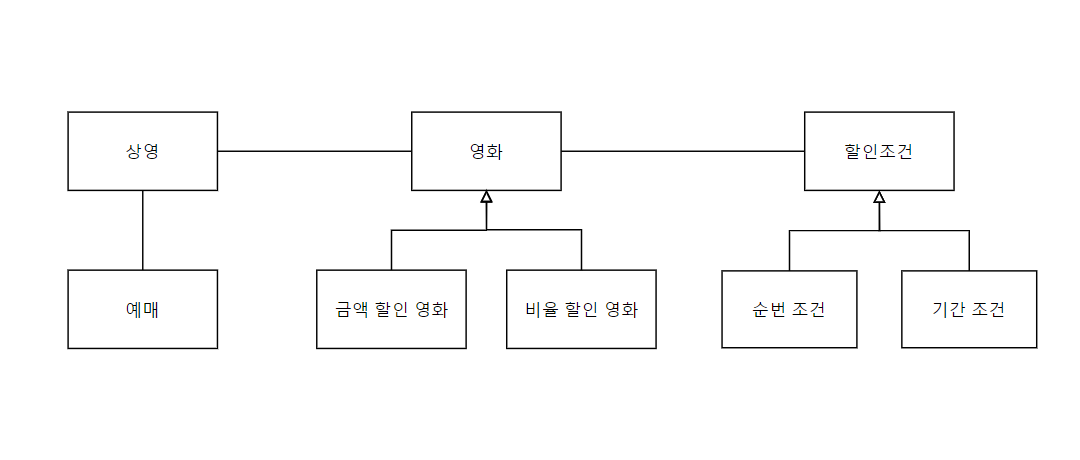 상영
영화
할인조건
예매
금액 할인 영화
비율 할인 영화
순번 조건
기간 조건